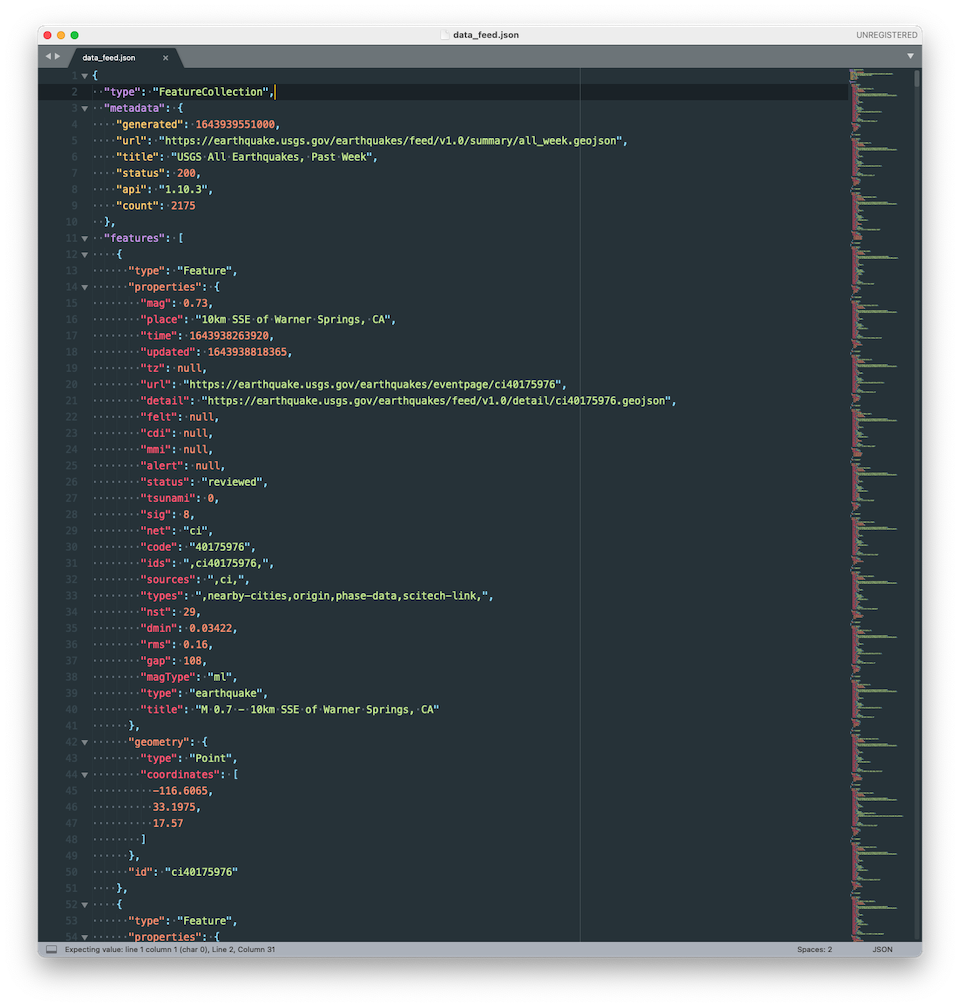 data_feed.json
UNREGISTERED
data_feed.json
1 {
2 "type": "FeatureCollection",
3 "metadata": {
4 "generated": 1643939551000,
5 "url": "https://earthquake.usgs.gov/earthquakes/feed/v1.0/summary/all_week.geojson",
6 "title": "USGS All Earthquakes, Past Week",
7 "status": 200,
8 "api": "1.10.3",
9 "count": 2175
10 },
11 "features": [
12 {
13 "type": "Feature",
14 "properties": {
15 "mag": 0.73,
16 "place": "10km SSE of Warner Springs, CA",
17 "time": 1643938263920,
18 "updated": 1643938818365,
19 "tz": null,
20 "url": "https://earthquake.usgs.gov/earthquakes/eventpage/ci40175976",
21 "detail": "https://earthquake.usgs.gov/earthquakes/feed/v1.0/detail/ci40175976.geojson",
22 "felt": null,
23 "cdi": null,
24 "mmi": null,
25 "alert": null,
26 "status": "reviewed",
27 "tsunami": 0,
28 "sig": 8,
29 "net": "ci",
30 "code": "40175976",
31 "ids": ",ci40175976,",
32 "sources": ",ci,",
33 "types": ",nearby-cities,origin,phase-data,scitech-link,",
34 "nst": 29,
35 "dmin": 0.03422,
36 "rms": 0.16,
37 "gap": 108,
38 "magType": "ml",
39 "type": "earthquake",
40 "title": "M 0.7 - 10km SSE of Warner Springs, CA"
41 },
42 "geometry": {
43 "type": "Point",
44 "coordinates": [
45 -116.6065,
46 33.1975,
47 17.57
48 ]
49 },
50 "id": "ci40175976"
51 },
52 {
53 "type": "Feature",
54 "properties": {
Expecting value: line 1 column 1 (char 0), Line 2, Column 31
Spaces: 2
JSON